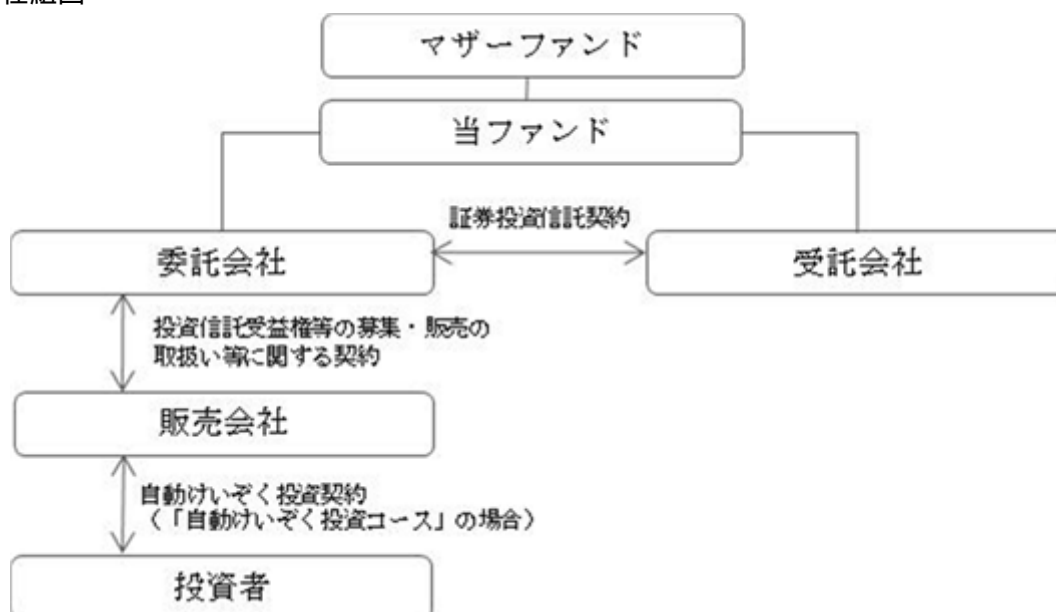 マザーファンド
当ファンド
証券投資信託契約
委託会社
受託会社
投資信託受益権等の募集・販売の
取扱い等に関する契約
販売会社
自動けいぞく投資契約
(「自動けいぞく投資コース」の場合)
投資者